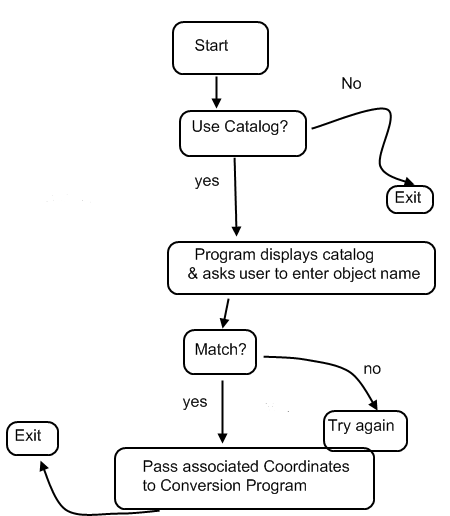 Start
No
Use Catalog?
yes
Exit
Program displays catalog
& asks user to enter object name
Match?
no
yes
Try again
Exit
Pass associated Coordinates
to Conversion Program